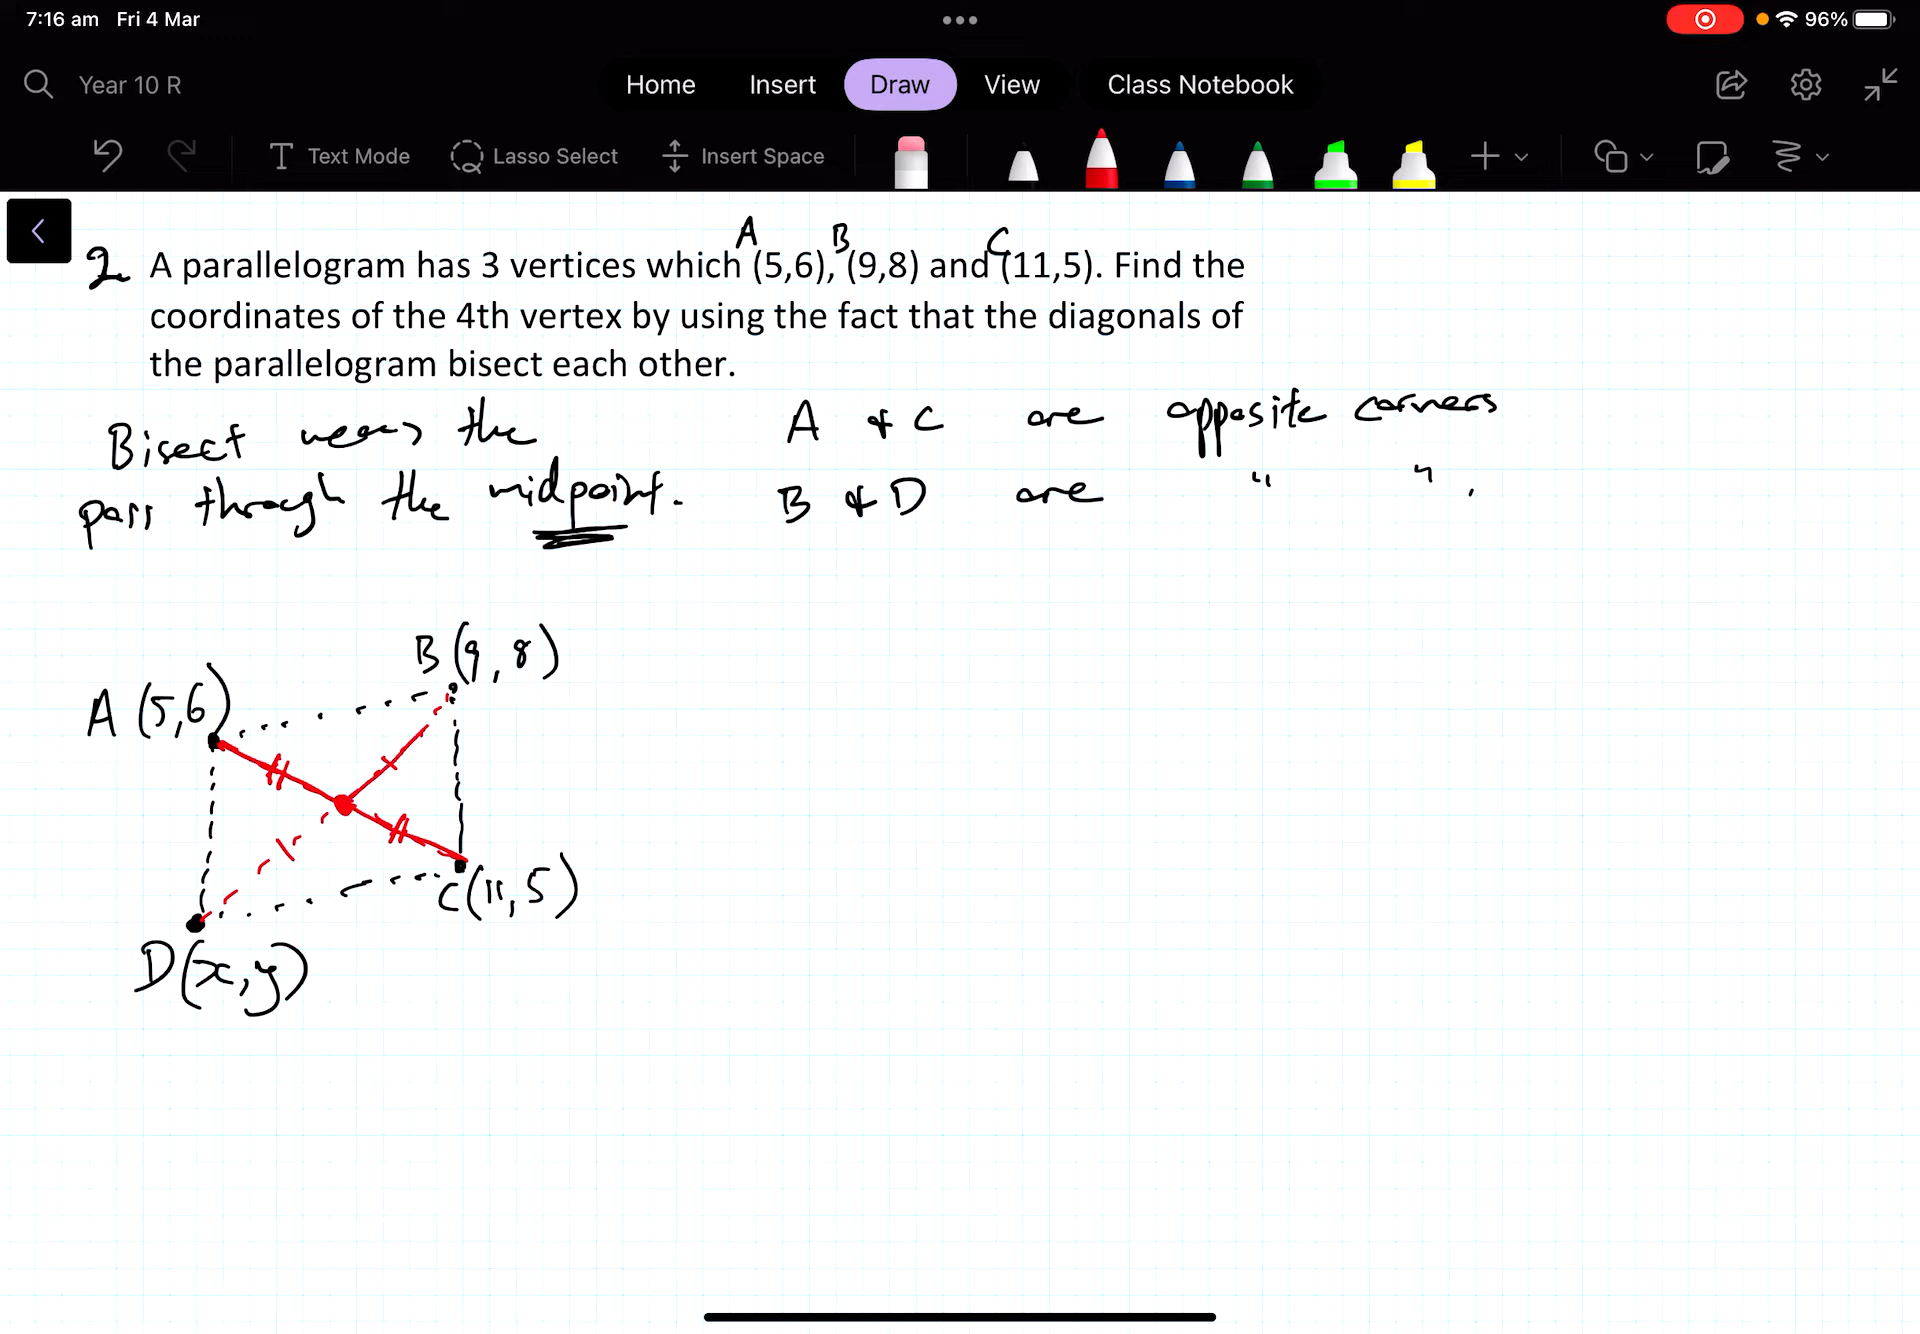 7:16 am Fri 4 Mar
96%
Year 10 R
Home Insert Draw View Class Notebook
Text Mode Lasso Select Insert Space
A B C
2 A parallelogram has 3 vertices which (5,6), (9,8) and (11,5). Find the
coordinates of the 4th vertex by using the fact that the diagonals of
the parallelogram bisect each other.
Bisect means the
pass through the midpoint.
A & C are opposite corners
B & D are " " .
B (9, 8)
A (5,6)
C (11, 5)
D (x, y)